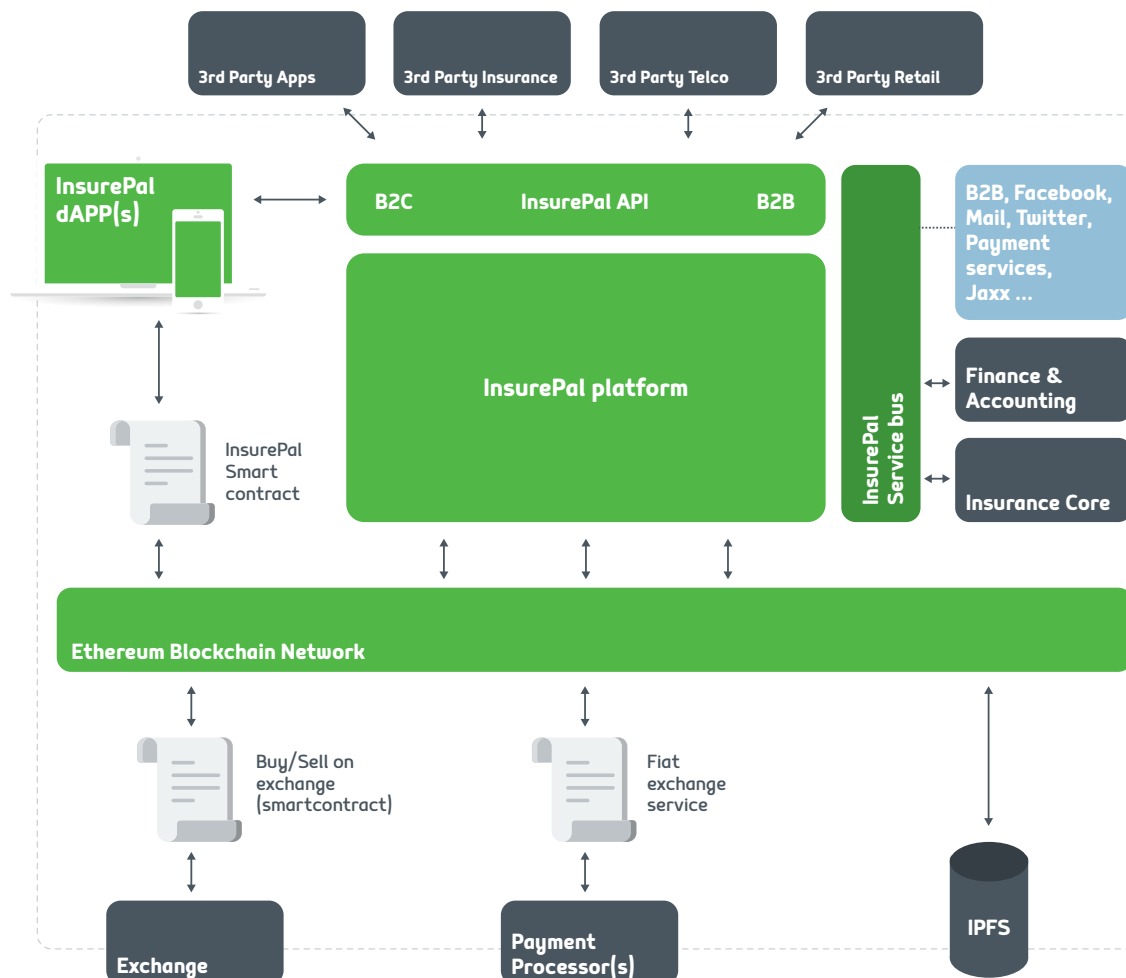 3rd Party Apps
3rd Party Insurance
3rd Party Telco
3rd Party Retail
InsurePal
dAPP(s)
B2C
InsurePal API
B2B
B2B, Facebook,
Mail, Twitter,
Payment
services,
Jaxx ...
InsurePal platform
InsurePal
Service bus
Finance &
Accounting
Insurance Core
InsurePal
Smart
contract
Ethereum Blockchain Network
Buy/Sell on
exchange
(smartcontract)
Fiat
exchange
service
Exchange
Payment
Processor(s)
IPFS